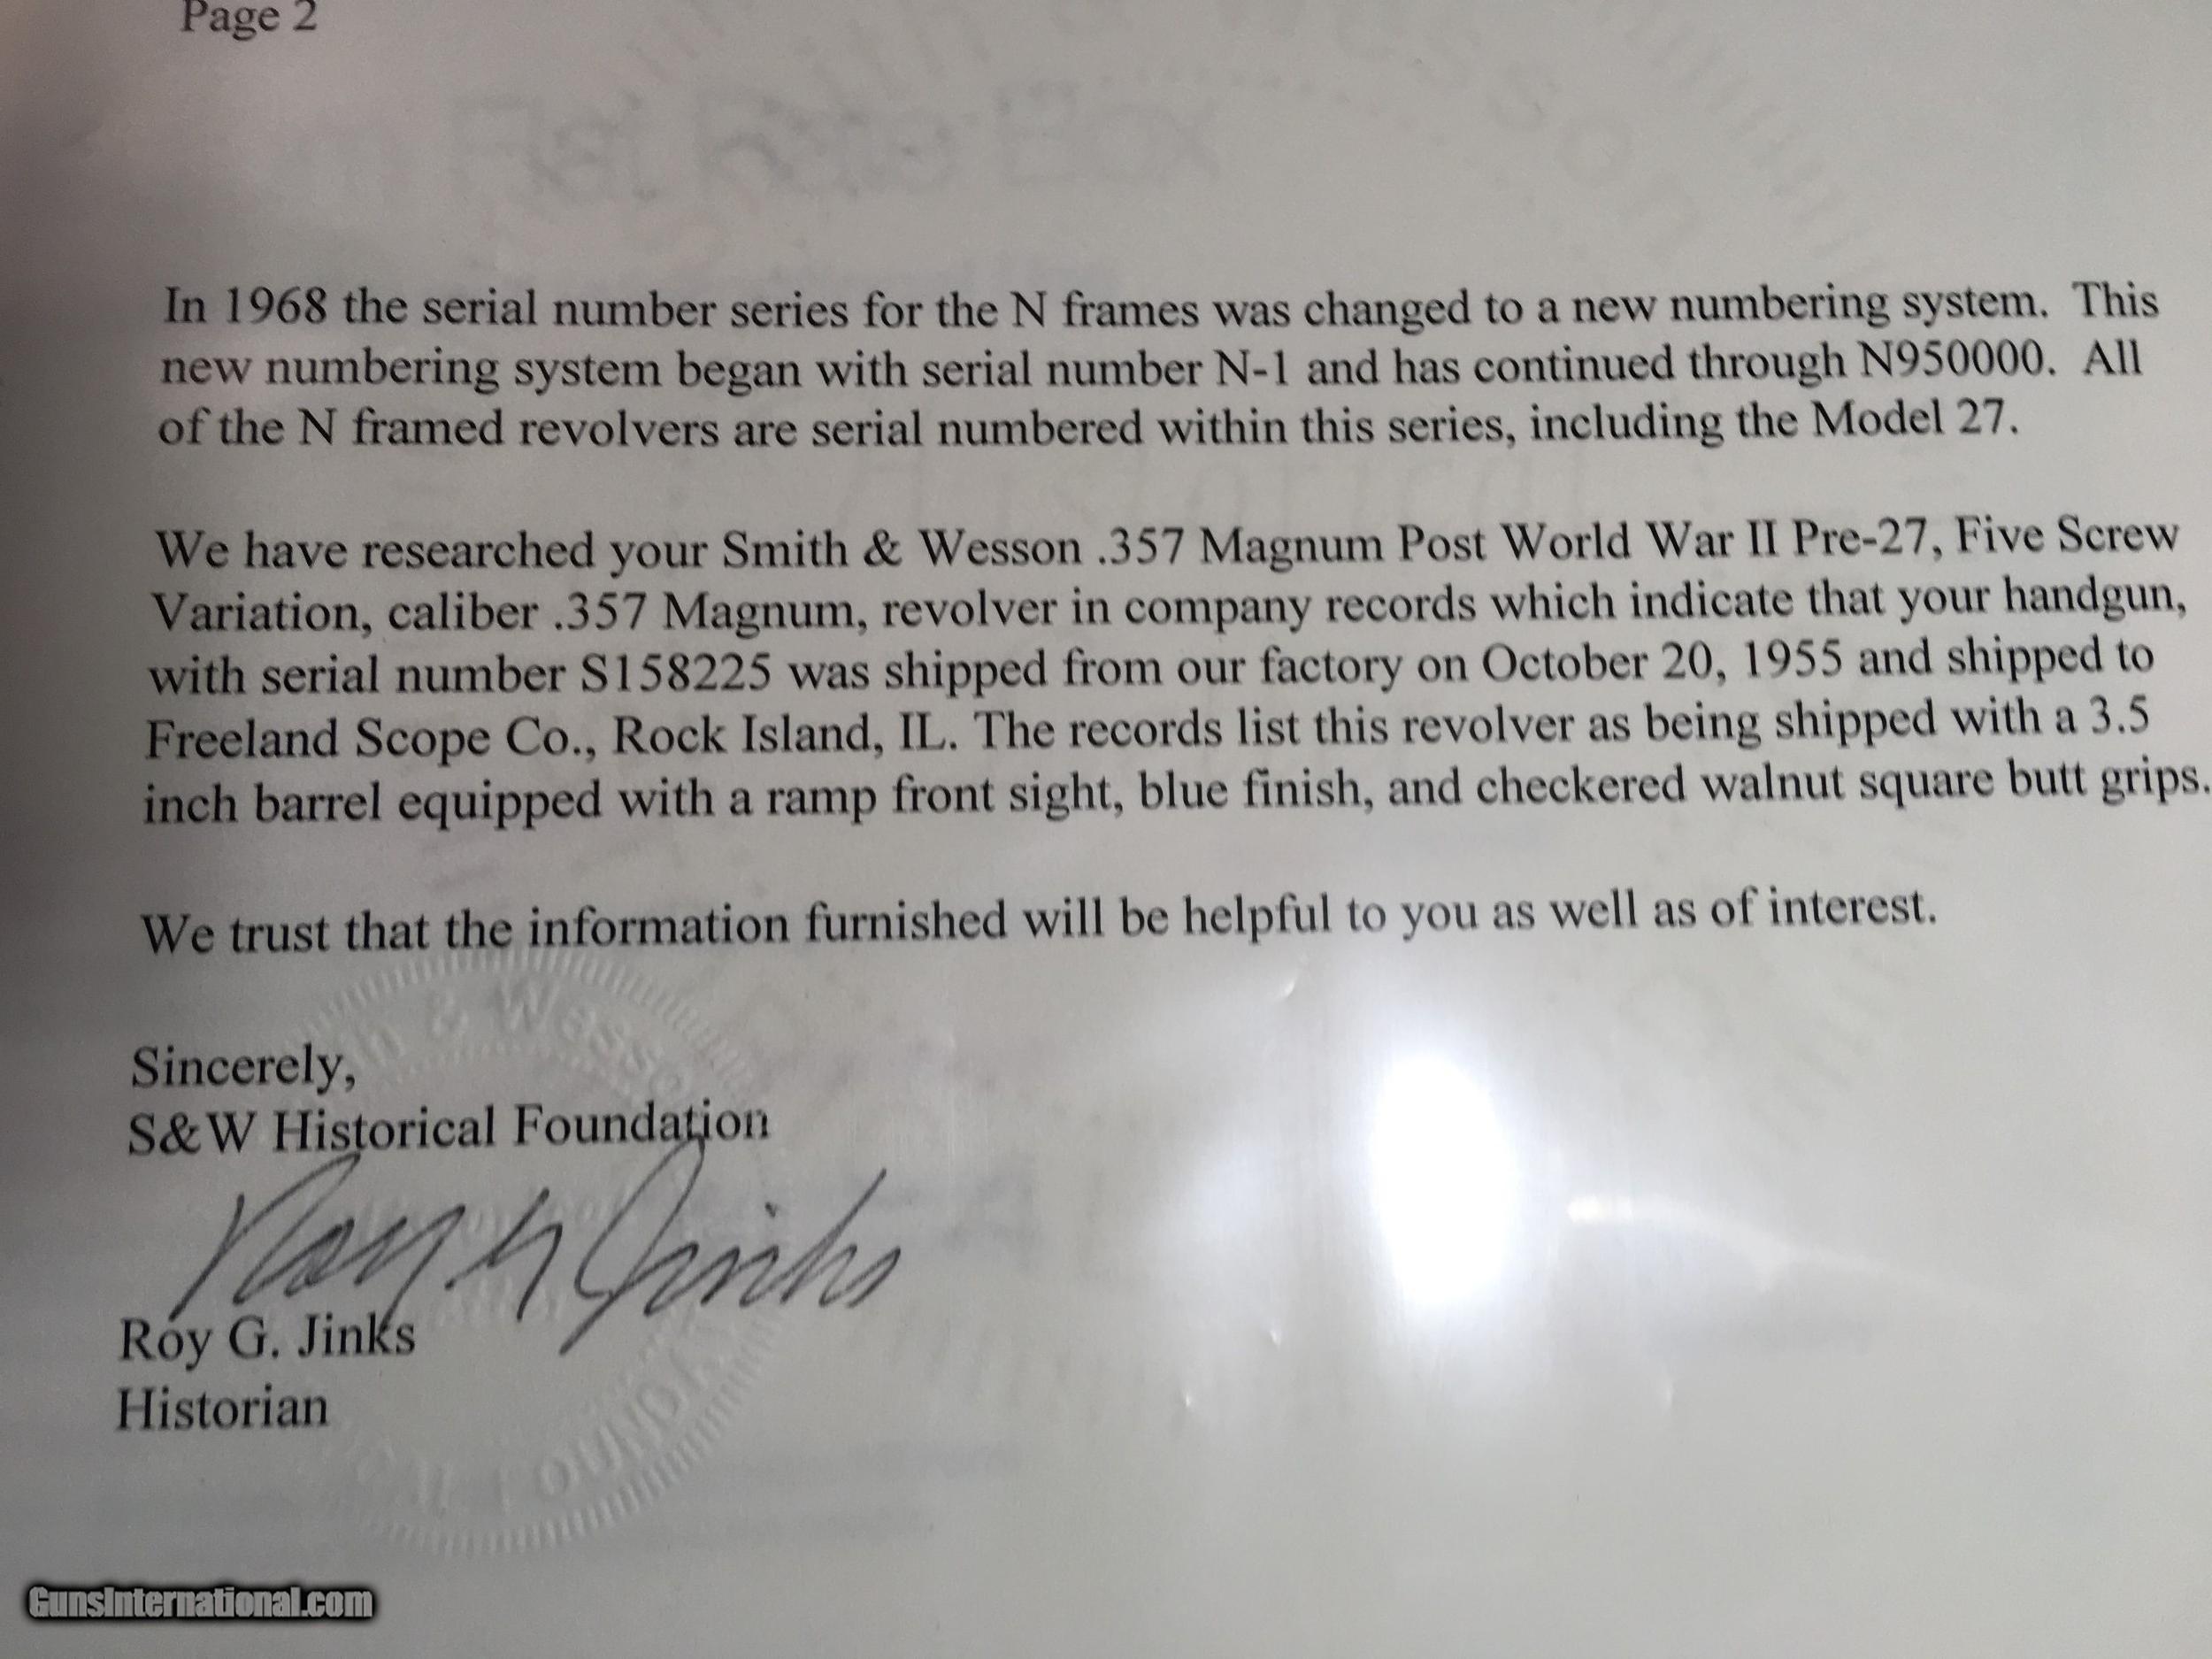 Page 2
In 1968 the serial number series for the N frames was changed to a new numbering system. This
new numbering system began with serial number N-1 and has continued through N950000. All
of the N framed revolvers are serial numbered within this series, including the Model 27.
We have researched your Smith & Wesson .357 Magnum Post World War II Pre-27, Five Screw
Variation, caliber .357 Magnum, revolver in company records which indicate that your handgun,
with serial number S158225 was shipped from our factory on October 20, 1955 and shipped to
Freeland Scope Co., Rock Island, IL. The records list this revolver as being shipped with a 3.5
inch barrel equipped with a ramp front sight, blue finish, and checkered walnut square butt grips.
We trust that the information furnished will be helpful to you as well as of interest.
& Wesso
Sincerely,
S&W Historical Foundation
Roy G Jinks
Roy G. Jinks
Historian
GunsInternational.com